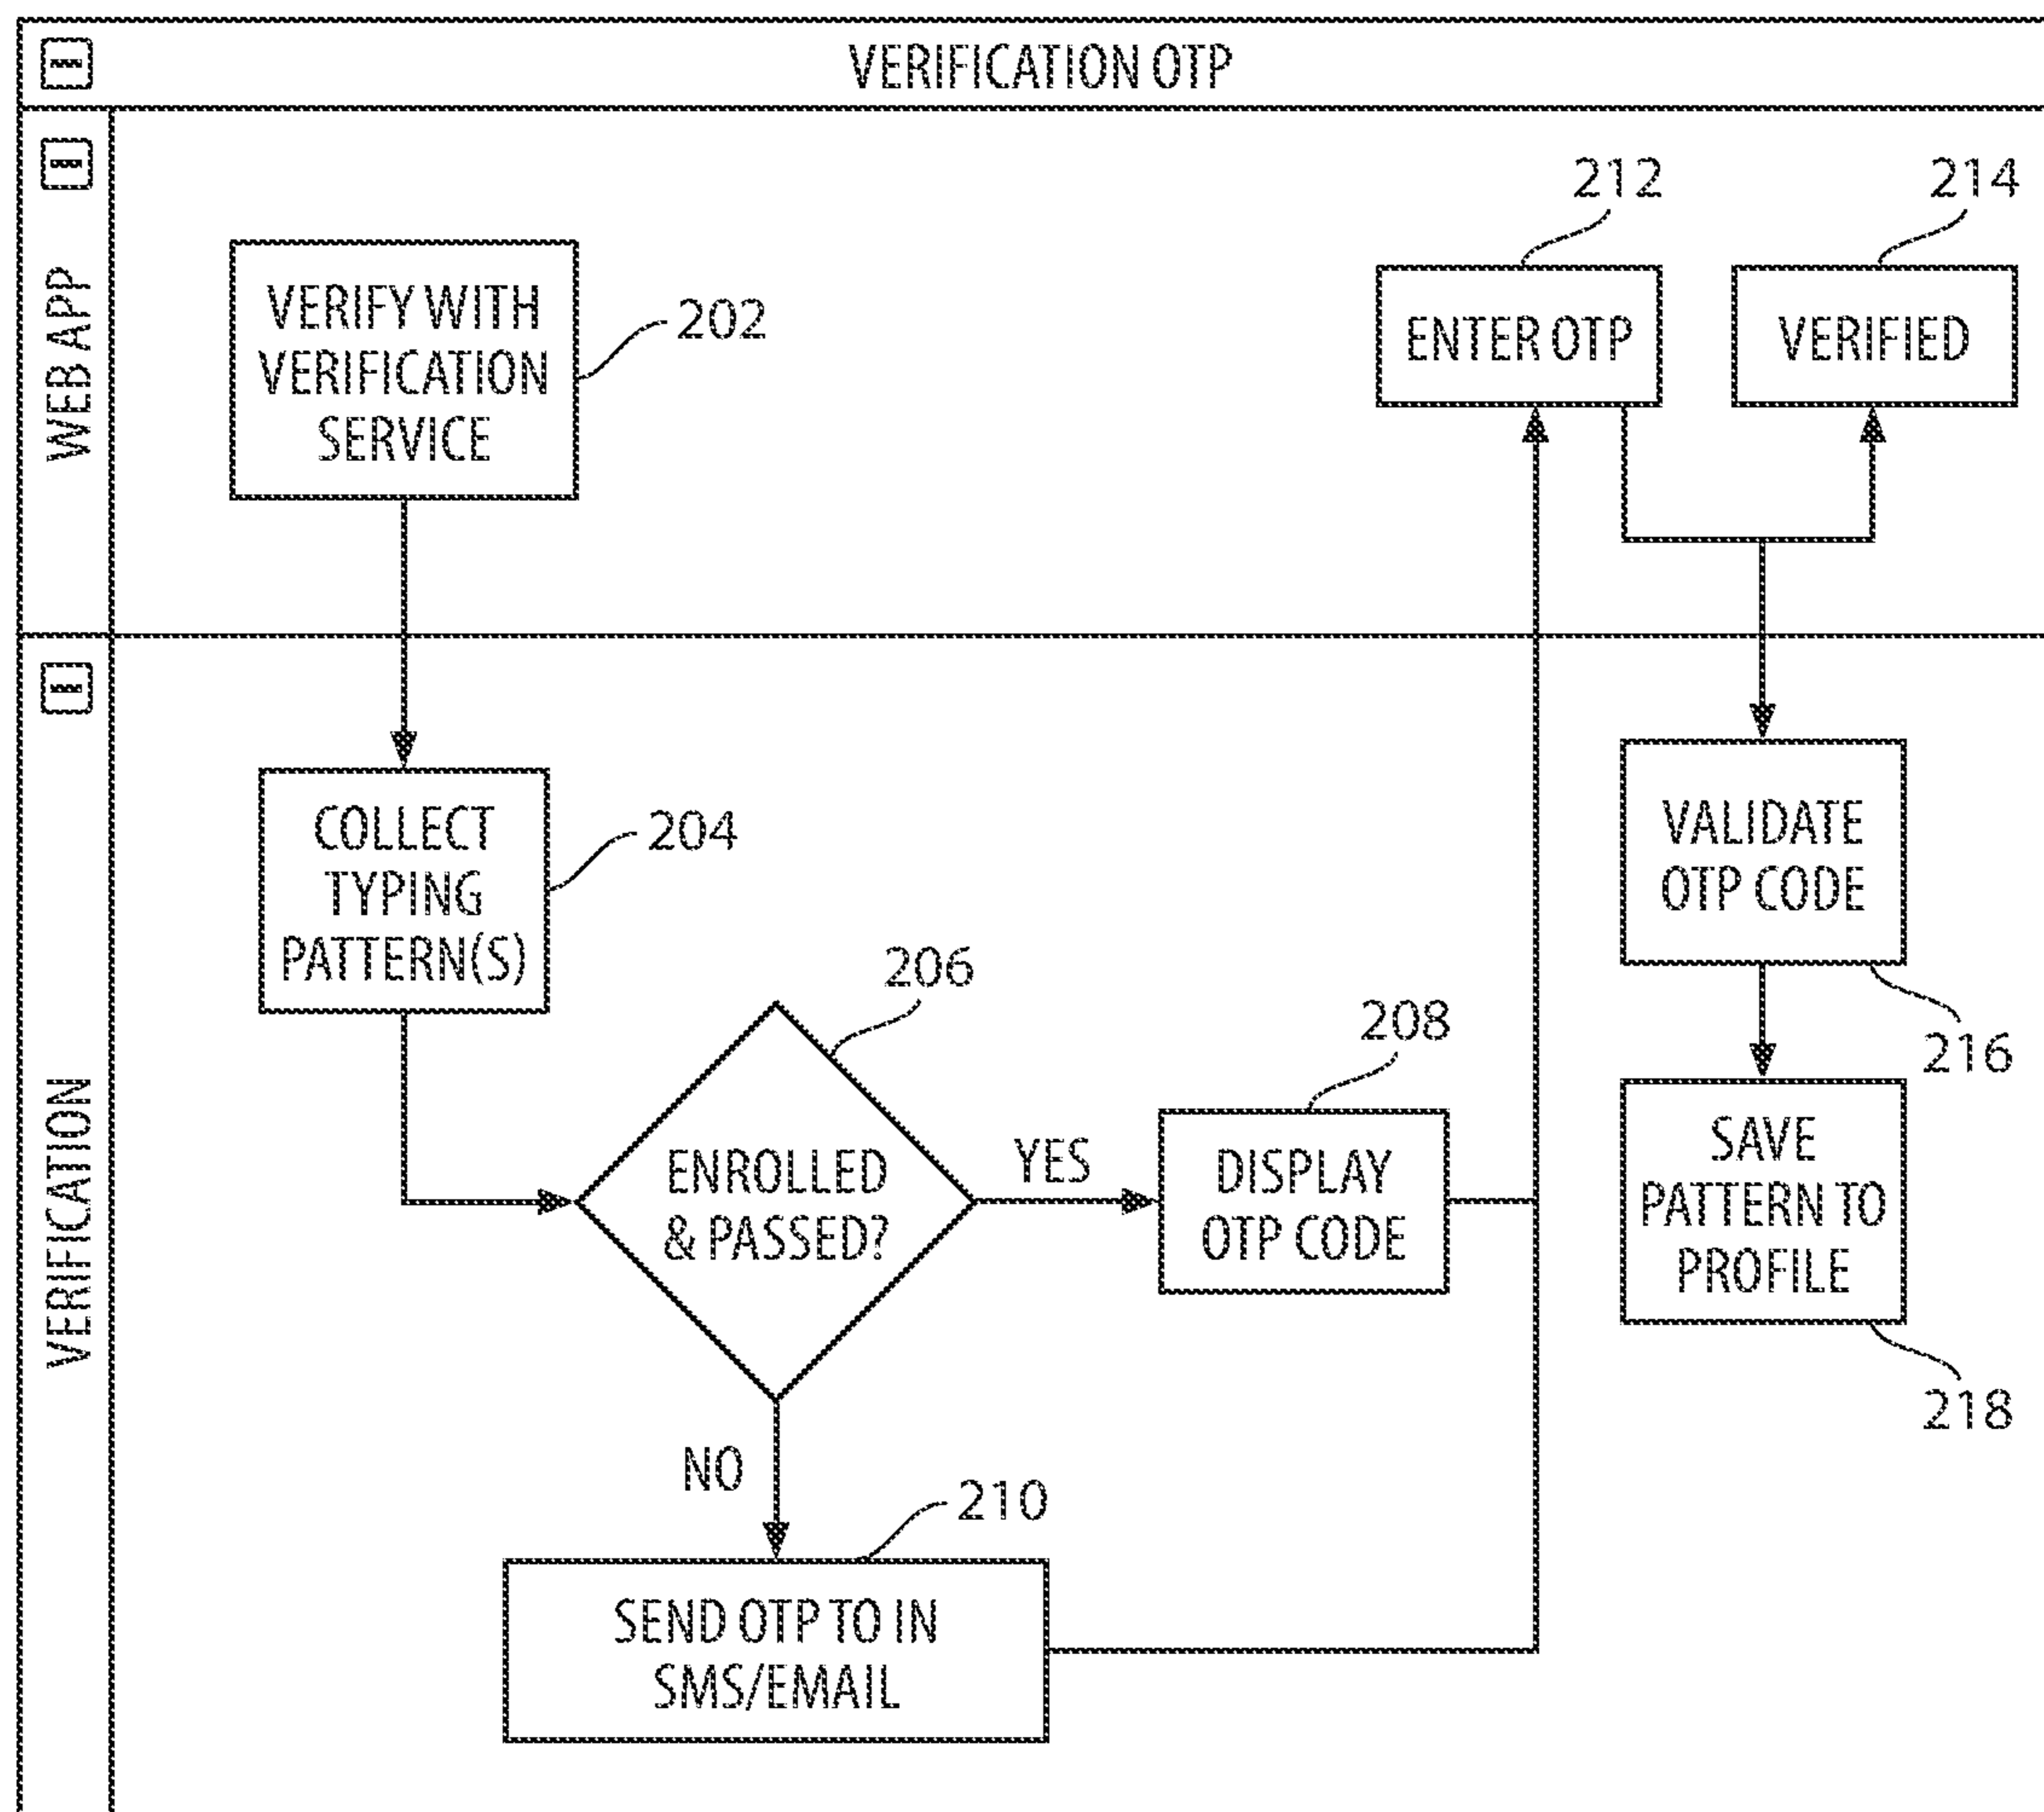 VERIFICATION OTP
WEB APP
212
214
VERIFY WITH
VERIFICATION
SERVICE
202
ENTER OTP
VERIFIED
VERIFICATION
COLLECT
TYPING
PATTERN(S)
204
VALIDATE
OTP CODE
206
208
216
ENROLLED
& PASSED?
YES
DISPLAY
OTP CODE
SAVE
PATTERN TO
PROFILE
218
NO
210
SEND OTP TO IN
SMS/EMAIL